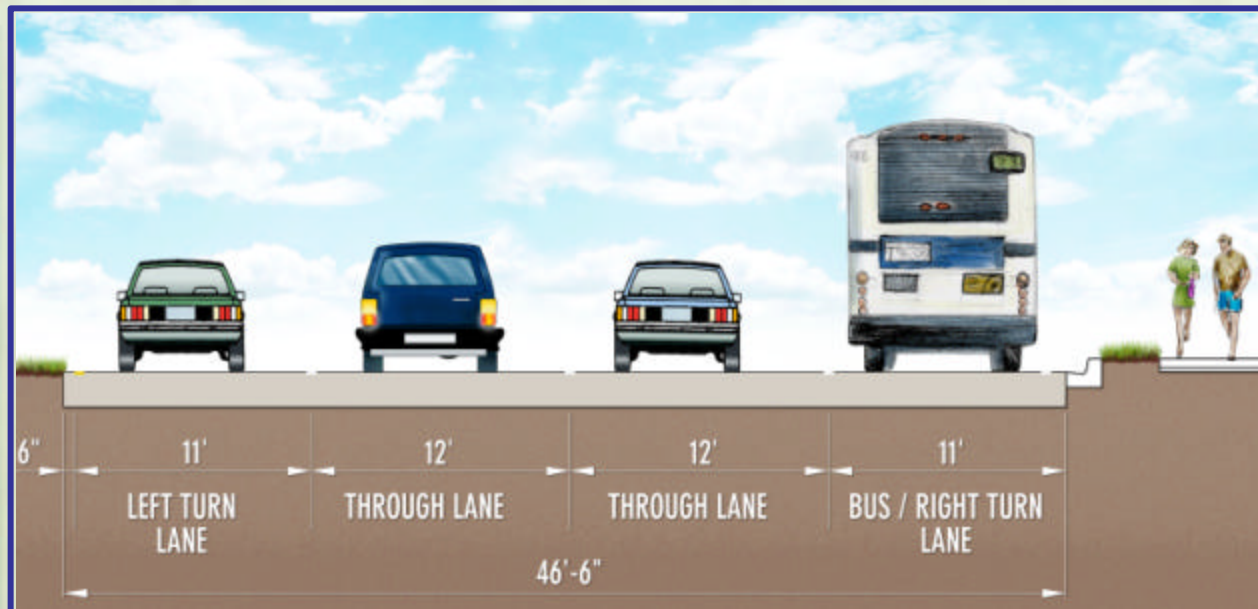 6"
11'
12'
12'
11'
LEFT TURN
LANE
THROUGH LANE
THROUGH LANE
BUS / RIGHT TURN
LANE
46'-6"